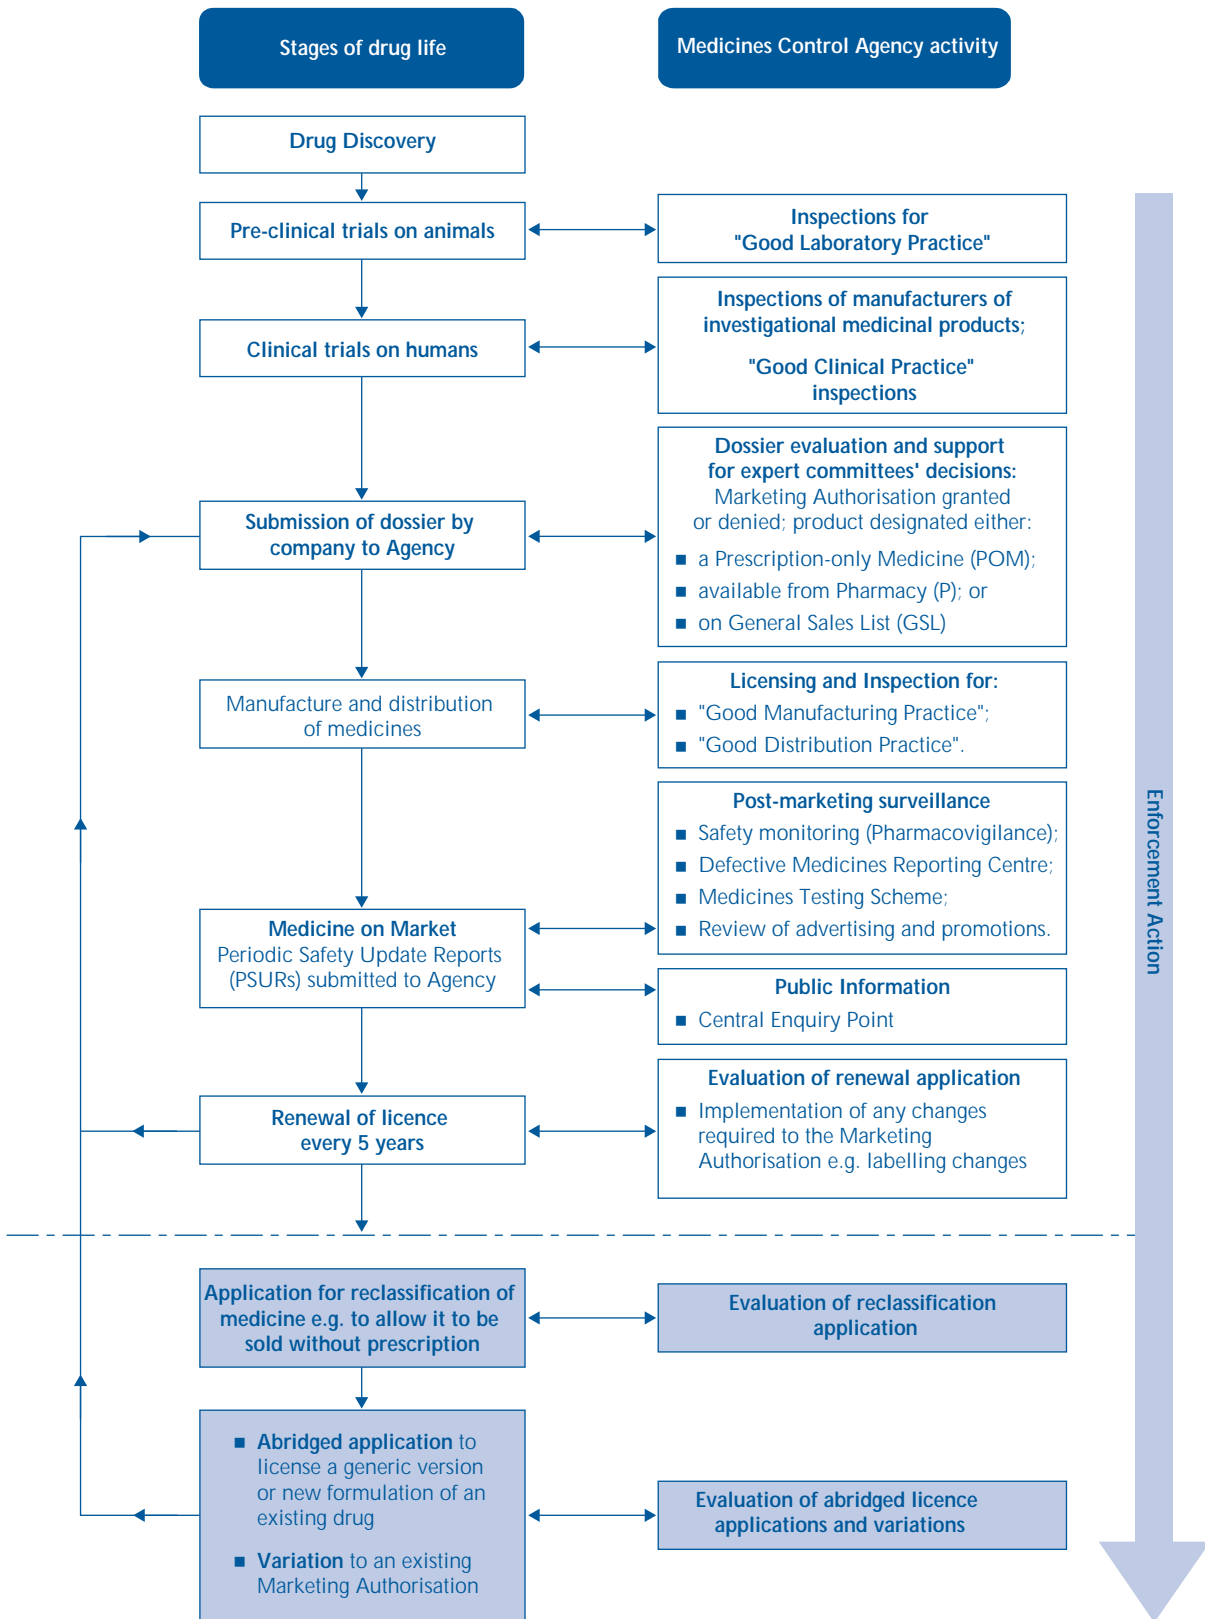 Stages of drug life
Medicines Control Agency activity
Drug Discovery
Pre-clinical trials on animals
Inspections for
"Good Laboratory Practice"
Clinical trials on humans
Inspections of manufacturers of
investigational medicinal products;
"Good Clinical Practice"
inspections
Submission of dossier by
company to Agency
Dossier evaluation and support
for expert committees' decisions:
Marketing Authorisation granted
or denied; product designated either:
■ a Prescription-only Medicine (POM);
■ available from Pharmacy (P); or
■ on General Sales List (GSL)
Manufacture and distribution
of medicines
Licensing and Inspection for:
■ "Good Manufacturing Practice";
■ "Good Distribution Practice".
Medicine on Market
Periodic Safety Update Reports
(PSURs) submitted to Agency
Post-marketing surveillance
■ Safety monitoring (Pharmacovigilance);
■ Defective Medicines Reporting Centre;
■ Medicines Testing Scheme;
■ Review of advertising and promotions.
Public Information
■ Central Enquiry Point
Renewal of licence
every 5 years
Evaluation of renewal application
■ Implementation of any changes
required to the Marketing
Authorisation e.g. labelling changes
Application for reclassification of
medicine e.g. to allow it to be
sold without prescription
Evaluation of reclassification
application
■ Abridged application to
license a generic version
or new formulation of an
existing drug
■ Variation to an existing
Marketing Authorisation
Evaluation of abridged licence
applications and variations
Enforcement Action